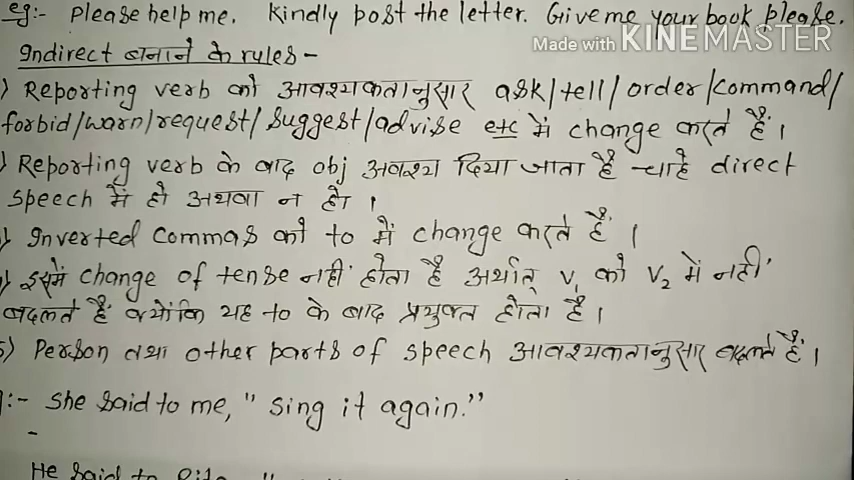 eg:- please help me. Kindly post the letter. Give me your book please.
Made with KINEMASTER
Indirect बनाने के rules -
) Reporting verb को आवश्यकतानुसार ask/tell/order/command/
forbid/warn/request/suggest/advise etc में change करते हैं।
) Reporting verb के बाद obj अवश्य दिया जाता है चाहे direct
speech में हो अथवा न हो।
) Inverted commas को to में change करते हैं।
) इसमें change of tense नहीं होता है अर्थात् V1 को V2 में नहीं
बदलते हैं क्योंकि यह to के बाद प्रयुक्त होता है।
5) Person तथा other parts of speech आवश्यकतानुसार बदलते हैं।
:- She said to me, "sing it again."
-
He said to